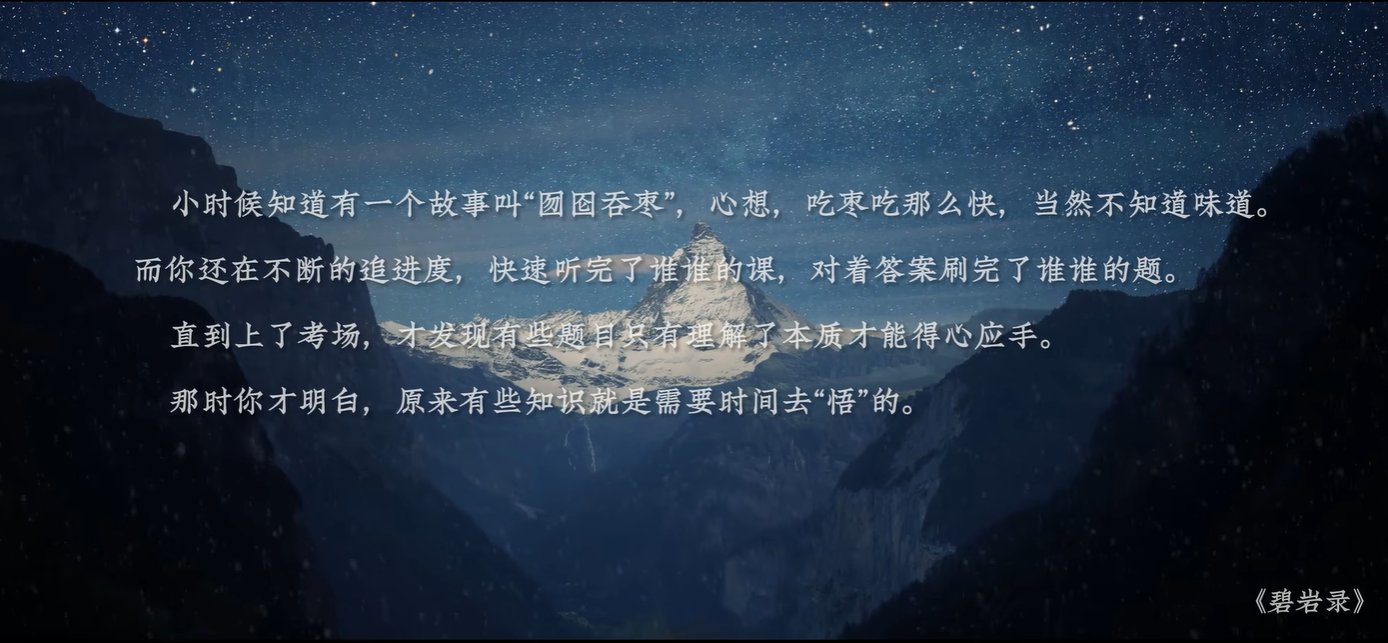 小时候知道有一个故事叫“囫囵吞枣”，心想，吃枣吃那么快，当然不知道味道。
而你还在不断的追进度，快速听完了谁谁的课，对着答案刷完了谁谁的题。
直到上了考场，才发现有些题目只有理解了本质才能得心应手。
那时你才明白，原来有些知识就是需要时间去“悟”的。
《碧岩录》